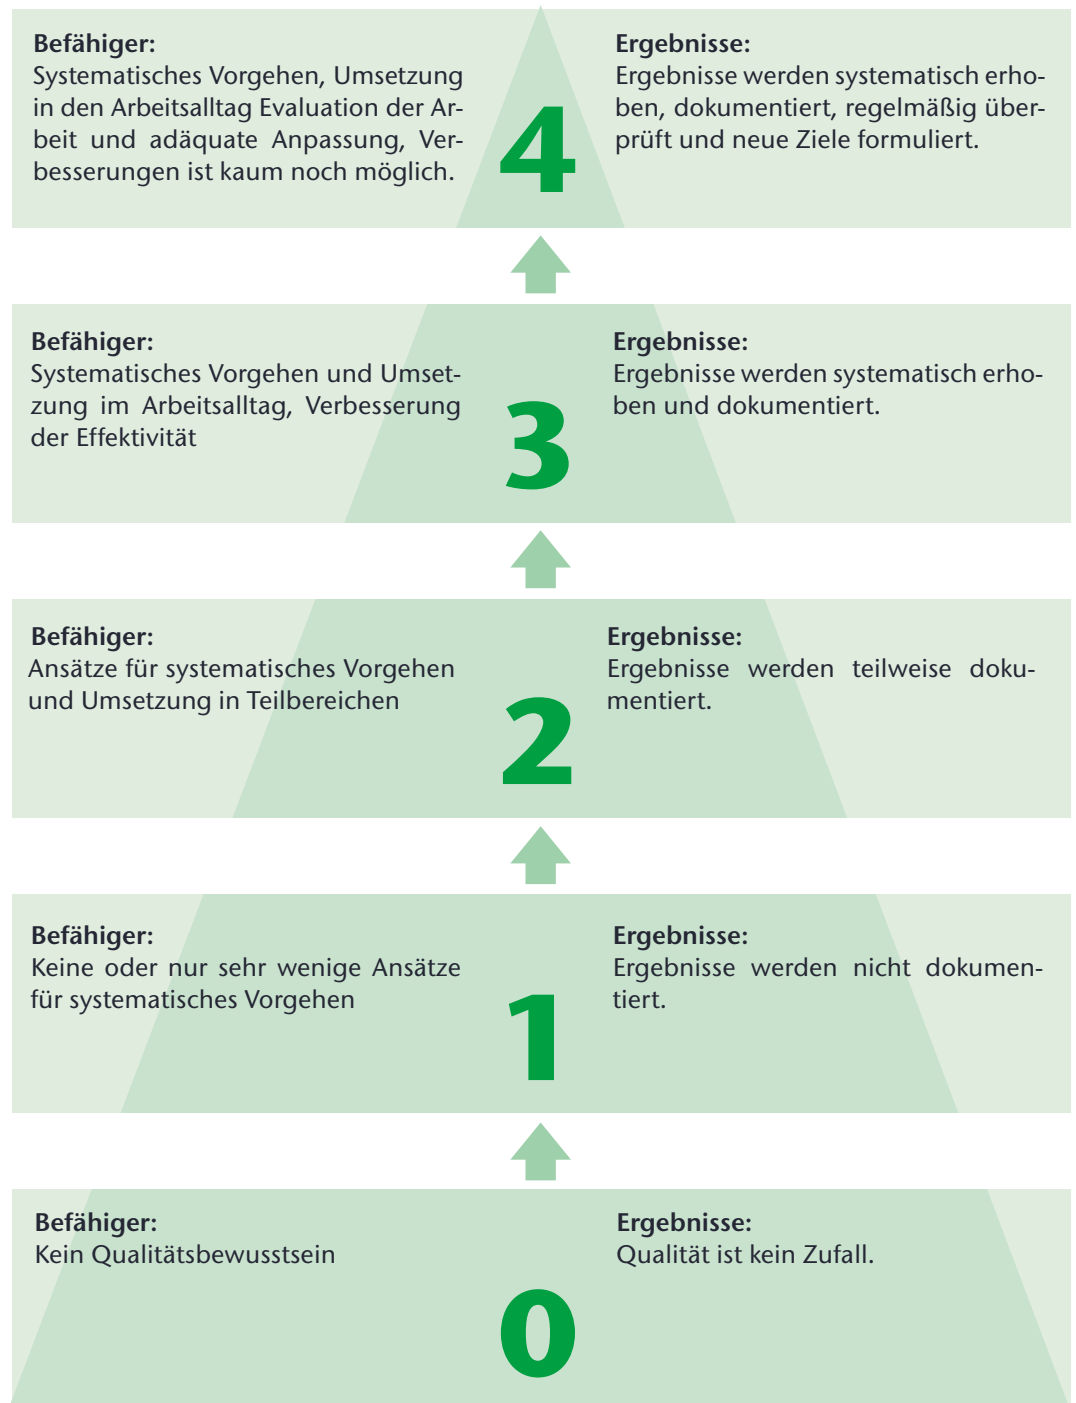 Befähiger:
Systematisches Vorgehen, Umsetzung
in den Arbeitsalltag Evaluation der Ar-
beit und adäquate Anpassung, Ver-
besserungen ist kaum noch möglich.
4
Ergebnisse:
Ergebnisse werden systematisch erho-
ben, dokumentiert, regelmäßig über-
prüft und neue Ziele formuliert.
Befähiger:
Systematisches Vorgehen und Umset-
zung im Arbeitsalltag, Verbesserung
der Effektivität
3
Ergebnisse:
Ergebnisse werden systematisch erho-
ben und dokumentiert.
Befähiger:
Ansätze für systematisches Vorgehen
und Umsetzung in Teilbereichen
2
Ergebnisse:
Ergebnisse werden teilweise doku-
mentiert.
Befähiger:
Keine oder nur sehr wenige Ansätze
für systematisches Vorgehen
1
Ergebnisse:
Ergebnisse werden nicht dokumen-
tiert.
Befähiger:
Kein Qualitätsbewusstsein
0
Ergebnisse:
Qualität ist kein Zufall.